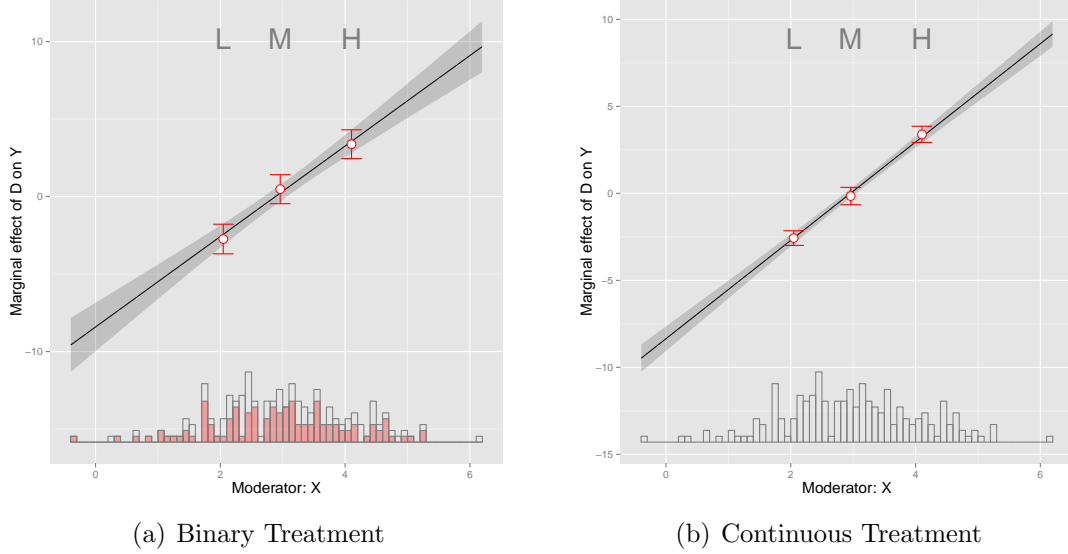 L M H
10
0
−10
0 2 4 6
Marginal effect of D on Y
Moderator: X
(a) Binary Treatment
L M H
10
5
0
−5
−10
−15
0 2 4 6
Marginal effect of D on Y
Moderator: X
(b) Continuous Treatment